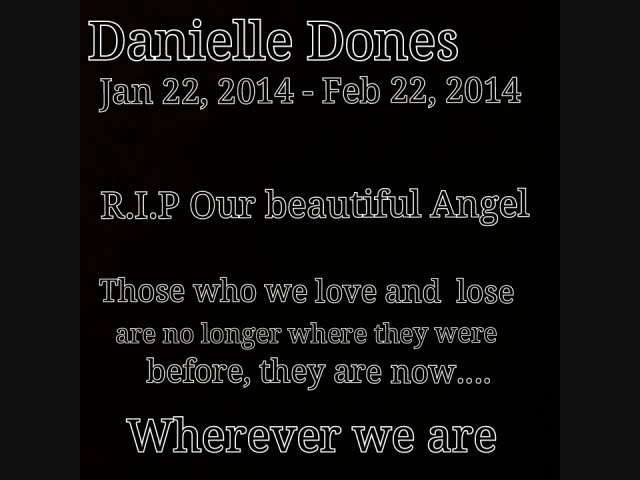 Danielle Dones
Jan 22, 2014 - Feb 22, 2014
R.I.P Our beautiful Angel
Those who we love and lose
are no longer where they were
before, they are now....
Wherever we are